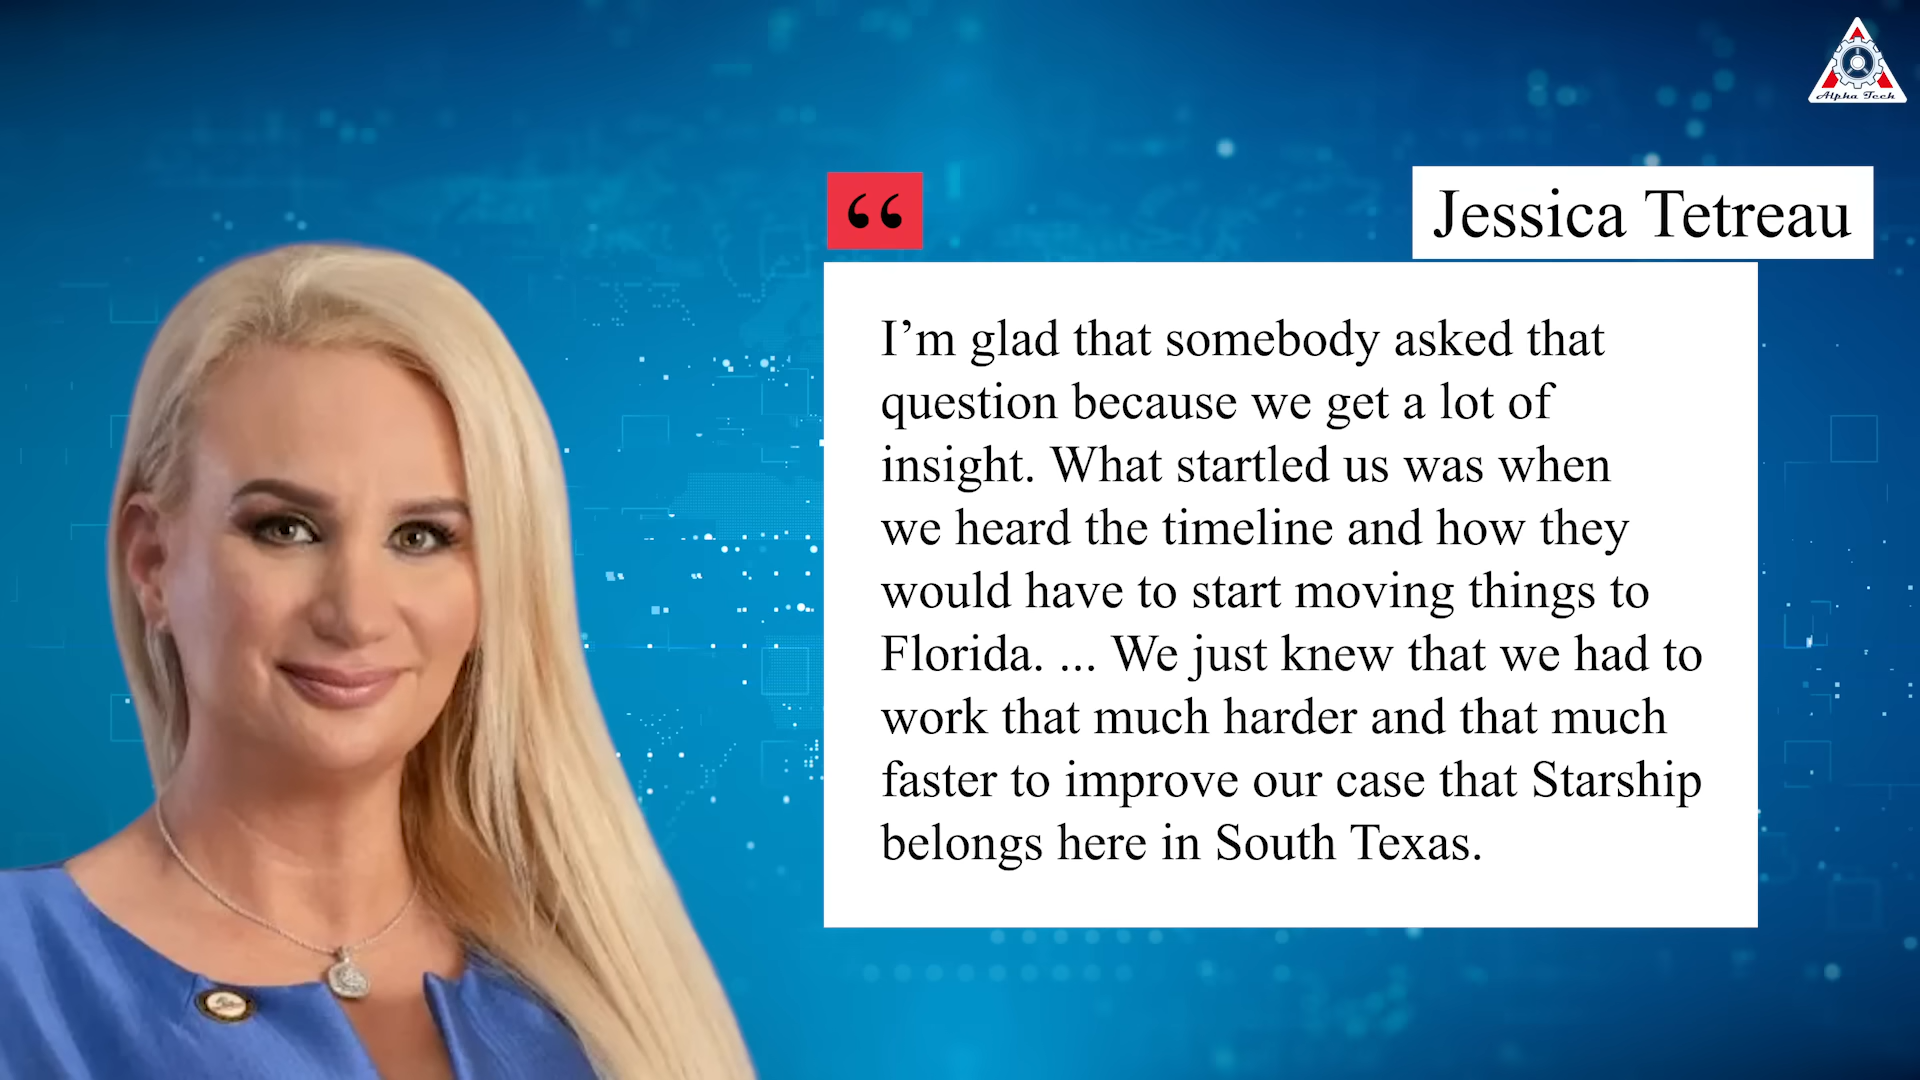 Alpha Tech
“
Jessica Tetreau
I’m glad that somebody asked that
question because we get a lot of
insight. What startled us was when
we heard the timeline and how they
would have to start moving things to
Florida. ... We just knew that we had to
work that much harder and that much
faster to improve our case that Starship
belongs here in South Texas.